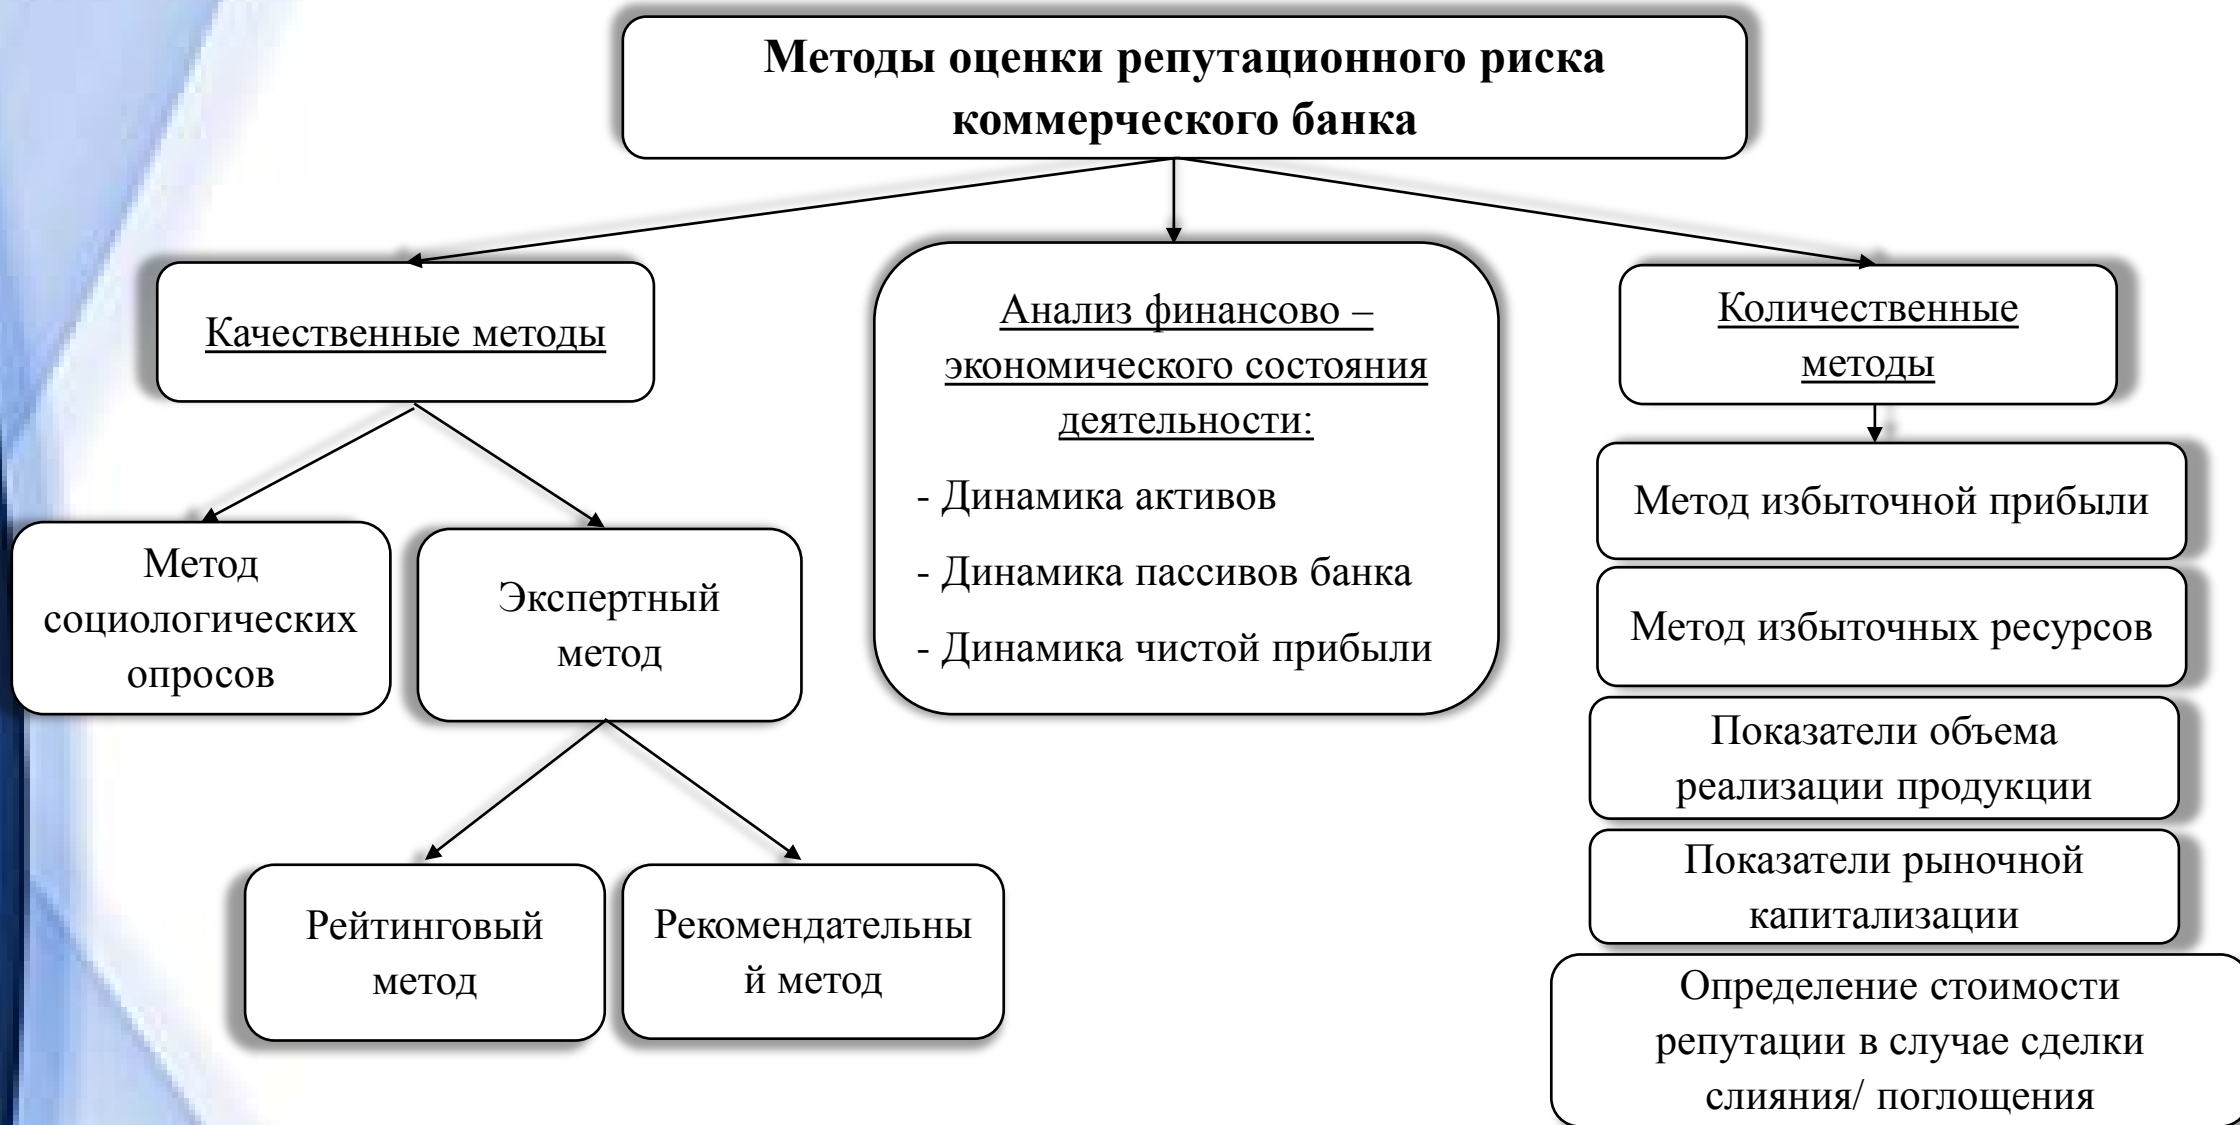 Методы оценки репутационного риска
коммерческого банка
Качественные методы
Метод
социологических
опросов
Экспертный
метод
Рейтинговый
метод
Рекомендательны
й метод
Анализ финансово –
экономического состояния
деятельности:
- Динамика активов
- Динамика пассивов банка
- Динамика чистой прибыли
Количественные
методы
Метод избыточной прибыли
Метод избыточных ресурсов
Показатели объема
реализации продукции
Показатели рыночной
капитализации
Определение стоимости
репутации в случае сделки
слияния/ поглощения